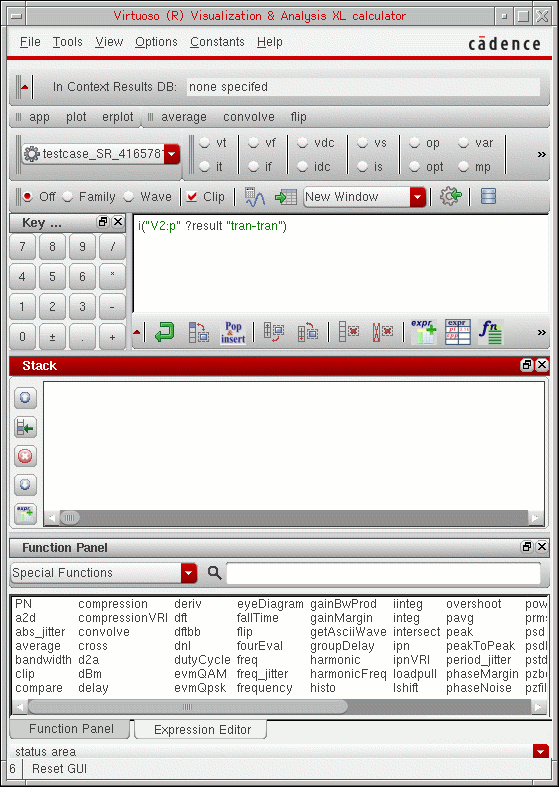 Virtuoso (R) Visualization & Analysis XL calculator
File Tools View Options Constants Help
cādence
In Context Results DB: none specifed
app plot erplot average convolve flip
testcase_SR_416578
vt vf vdc vs op var
it if idc is opt mp
»
Off Family Wave Clip New Window
Key ...
7 8 9 /
4 5 6 *
1 2 3 -
0 ± . +
i("V2:p" ?result "tran-tran")
Pop & insert
expr
expr
fn
»
Stack
expr
Function Panel
Special Functions
PN compression deriv eyeDiagram gainBwProd iinteg overshoot pow
a2d compressionVRI dft fallTime gainMargin integ pavg prms
abs_jitter convolve dftbb flip getAsciiWave intersect peak psd
average cross dnl fourEval groupDelay ipn peakToPeak
bandwidth d2a dutyCycle freq harmonic ipnVRI period_jitter pstd
clip dBm evmQAM freq_jitter harmonicFreq loadpull phaseMargin pzb
compare delay evmQpsk frequency histo lshift phaseNoise pzfil
Function Panel Expression Editor
status area
6 Reset GUI